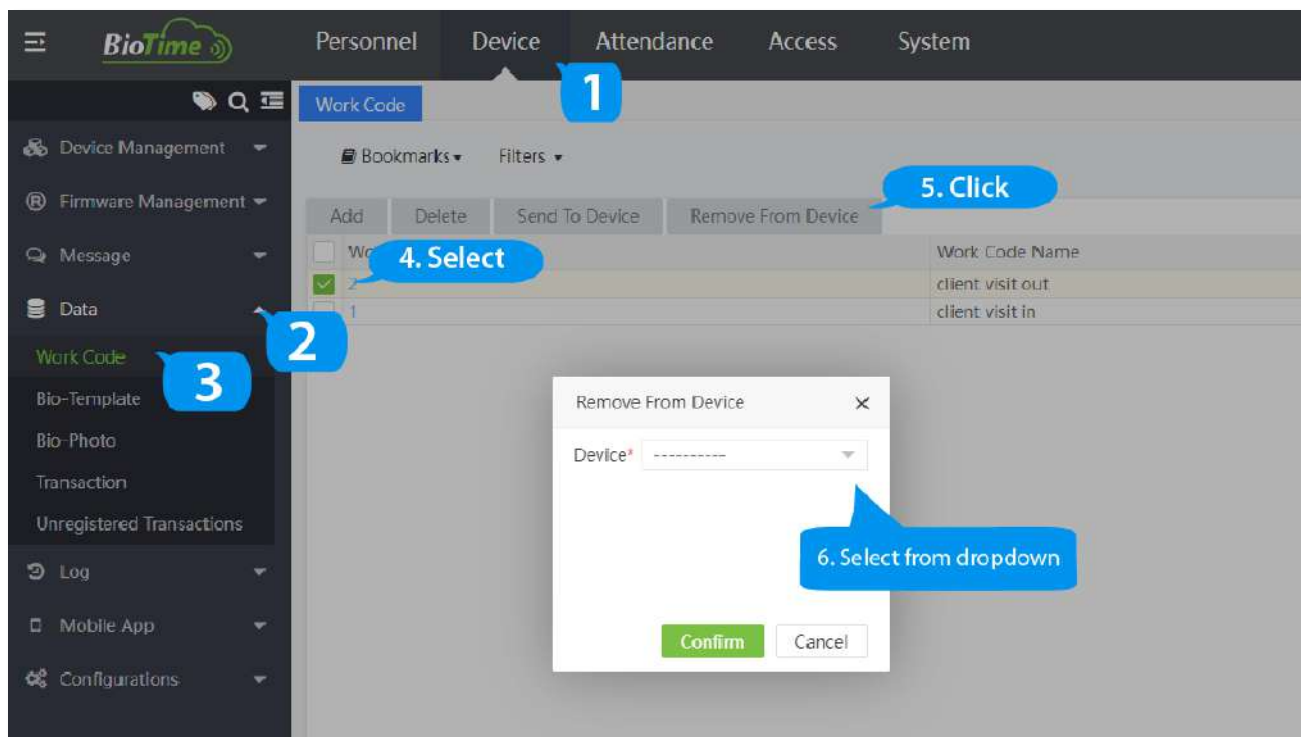 BioTime
Personnel Device Attendance Access System
1
Work Code
Device Management
Bookmarks Filters
5. Click
Firmware Management
Add Delete Send To Device Remove From Device
Message
Work Code Name
4. Select
2 client visit out
Data
1 client visit in
2
Work Code
3
Bio-Template
Remove From Device
Bio-Photo
Device* ----------
Transaction
Unregistered Transactions
6. Select from dropdown
Log
Mobile App
Confirm Cancel
Configurations